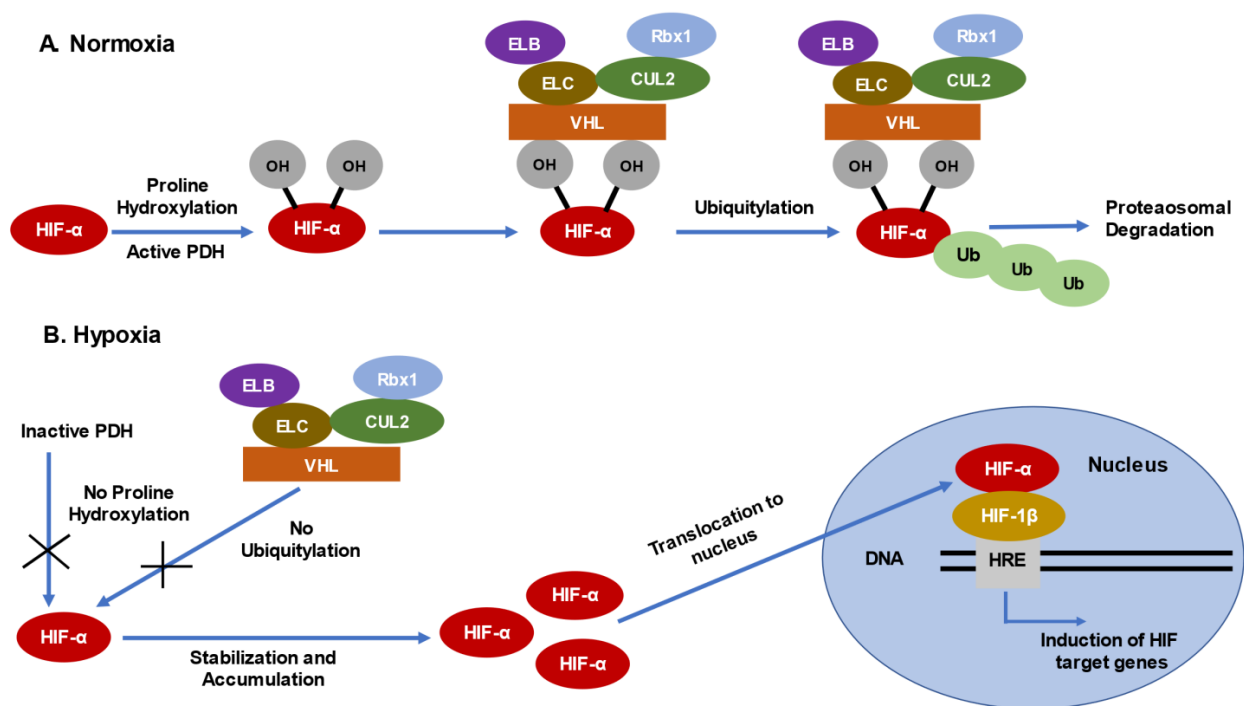 A. Normoxia
ELB
Rbx1
ELC
CUL2
VHL
OH
OH
HIF-α
Proline
Hydroxylation
Active PDH
OH
OH
HIF-α
HIF-α
Ubiquitylation
ELB
Rbx1
ELC
CUL2
VHL
OH
OH
HIF-α
Ub
Ub
Ub
Proteaosomal
Degradation
B. Hypoxia
ELB
Rbx1
ELC
CUL2
VHL
Inactive PDH
No Proline
Hydroxylation
No
Ubiquitylation
HIF-α
Stabilization and
Accumulation
HIF-α
HIF-α
HIF-α
Translocation to
nucleus
Nucleus
HIF-α
HIF-1β
DNA
HRE
Induction of HIF
target genes